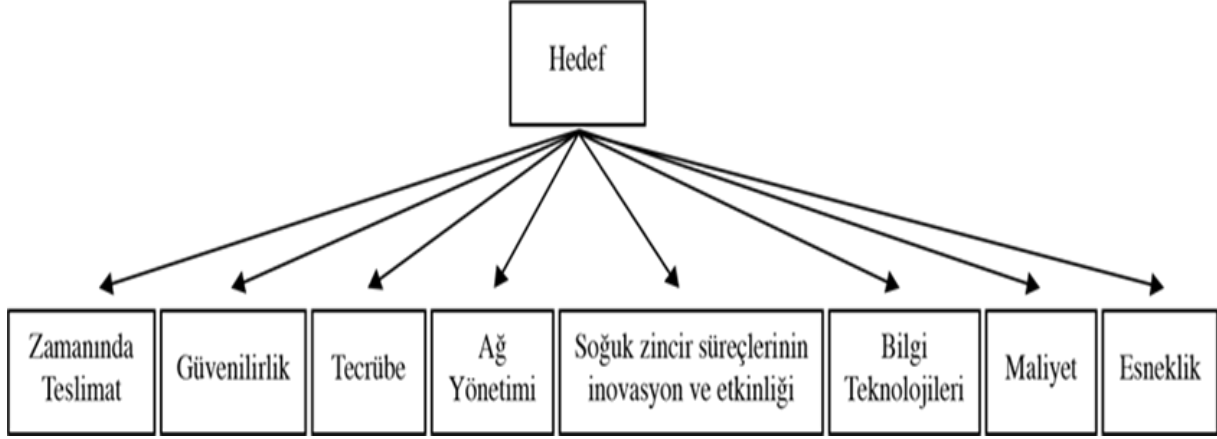 Hedef
Zamanında
Teslimat
Güvenilirlik
Tecrübe
Ağ
Yönetimi
Soğuk zincir süreçlerinin
inovasyon ve etkinliği
Bilgi
Teknolojileri
Maliyet
Esneklik